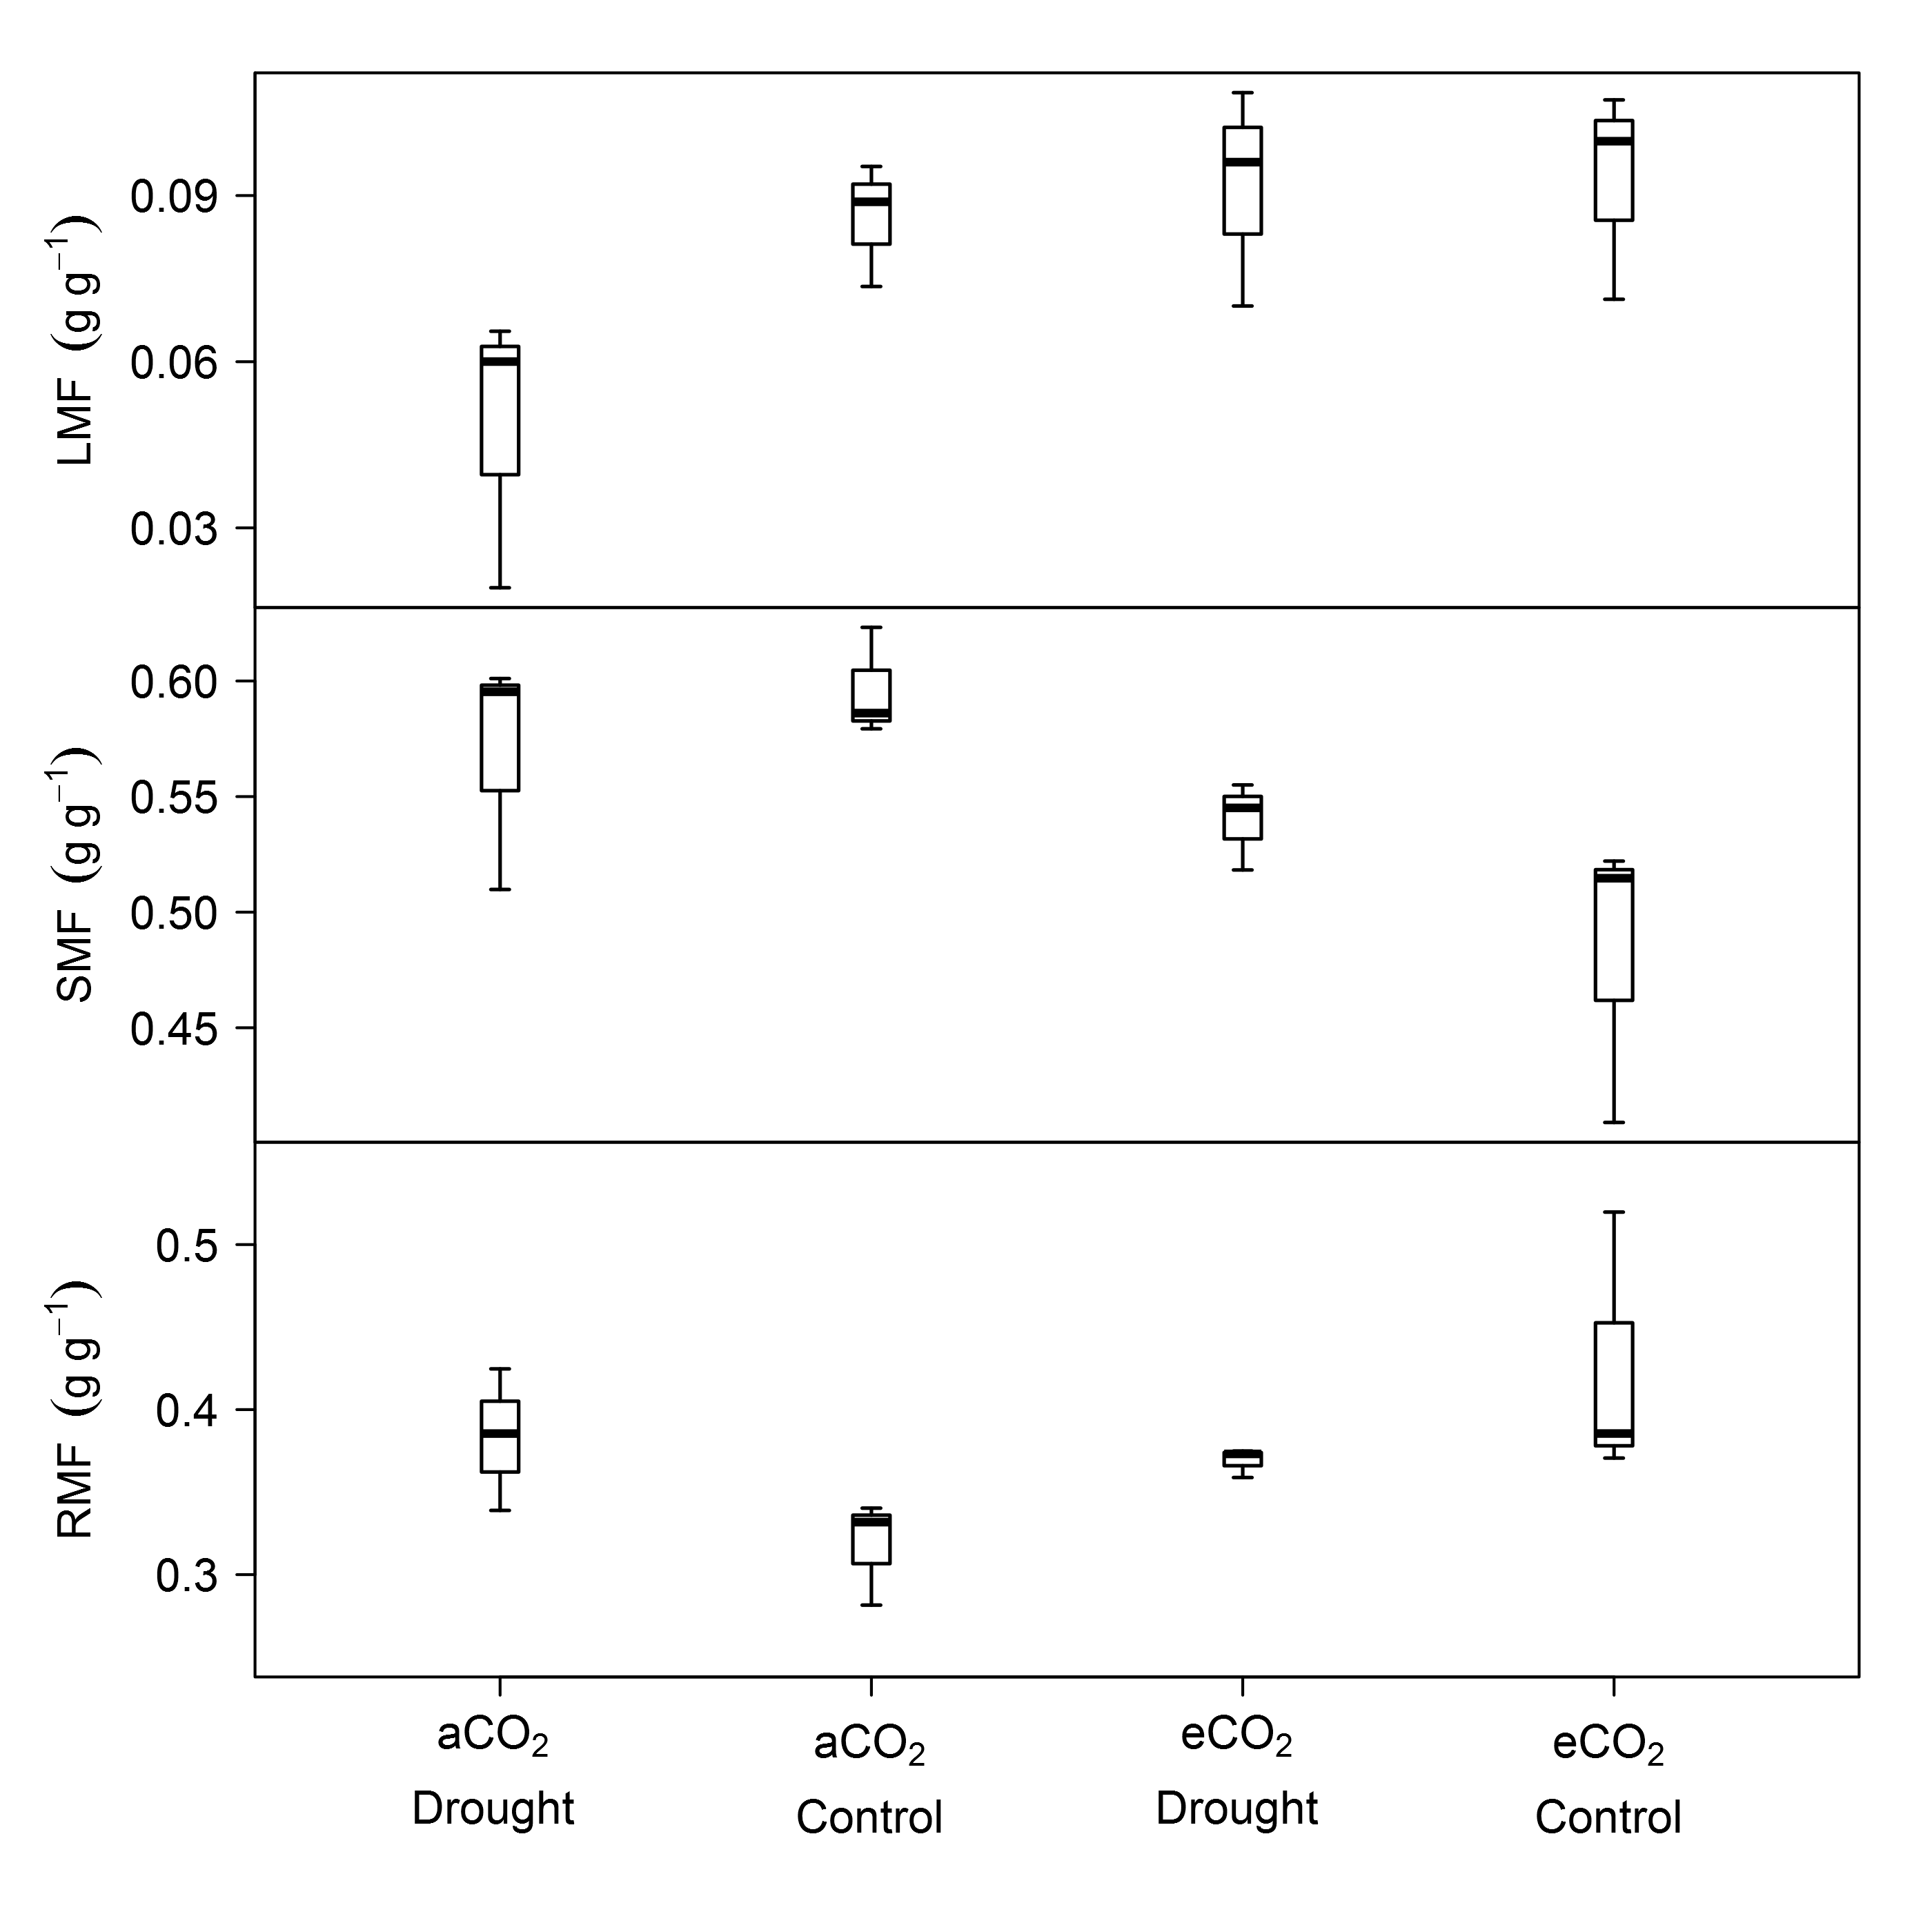 LMF (g g⁻¹)
0.09
0.06
0.03
SMF (g g⁻¹)
0.60
0.55
0.50
0.45
RMF (g g⁻¹)
0.5
0.4
0.3
aCO₂
Drought
aCO₂
Control
eCO₂
Drought
eCO₂
Control